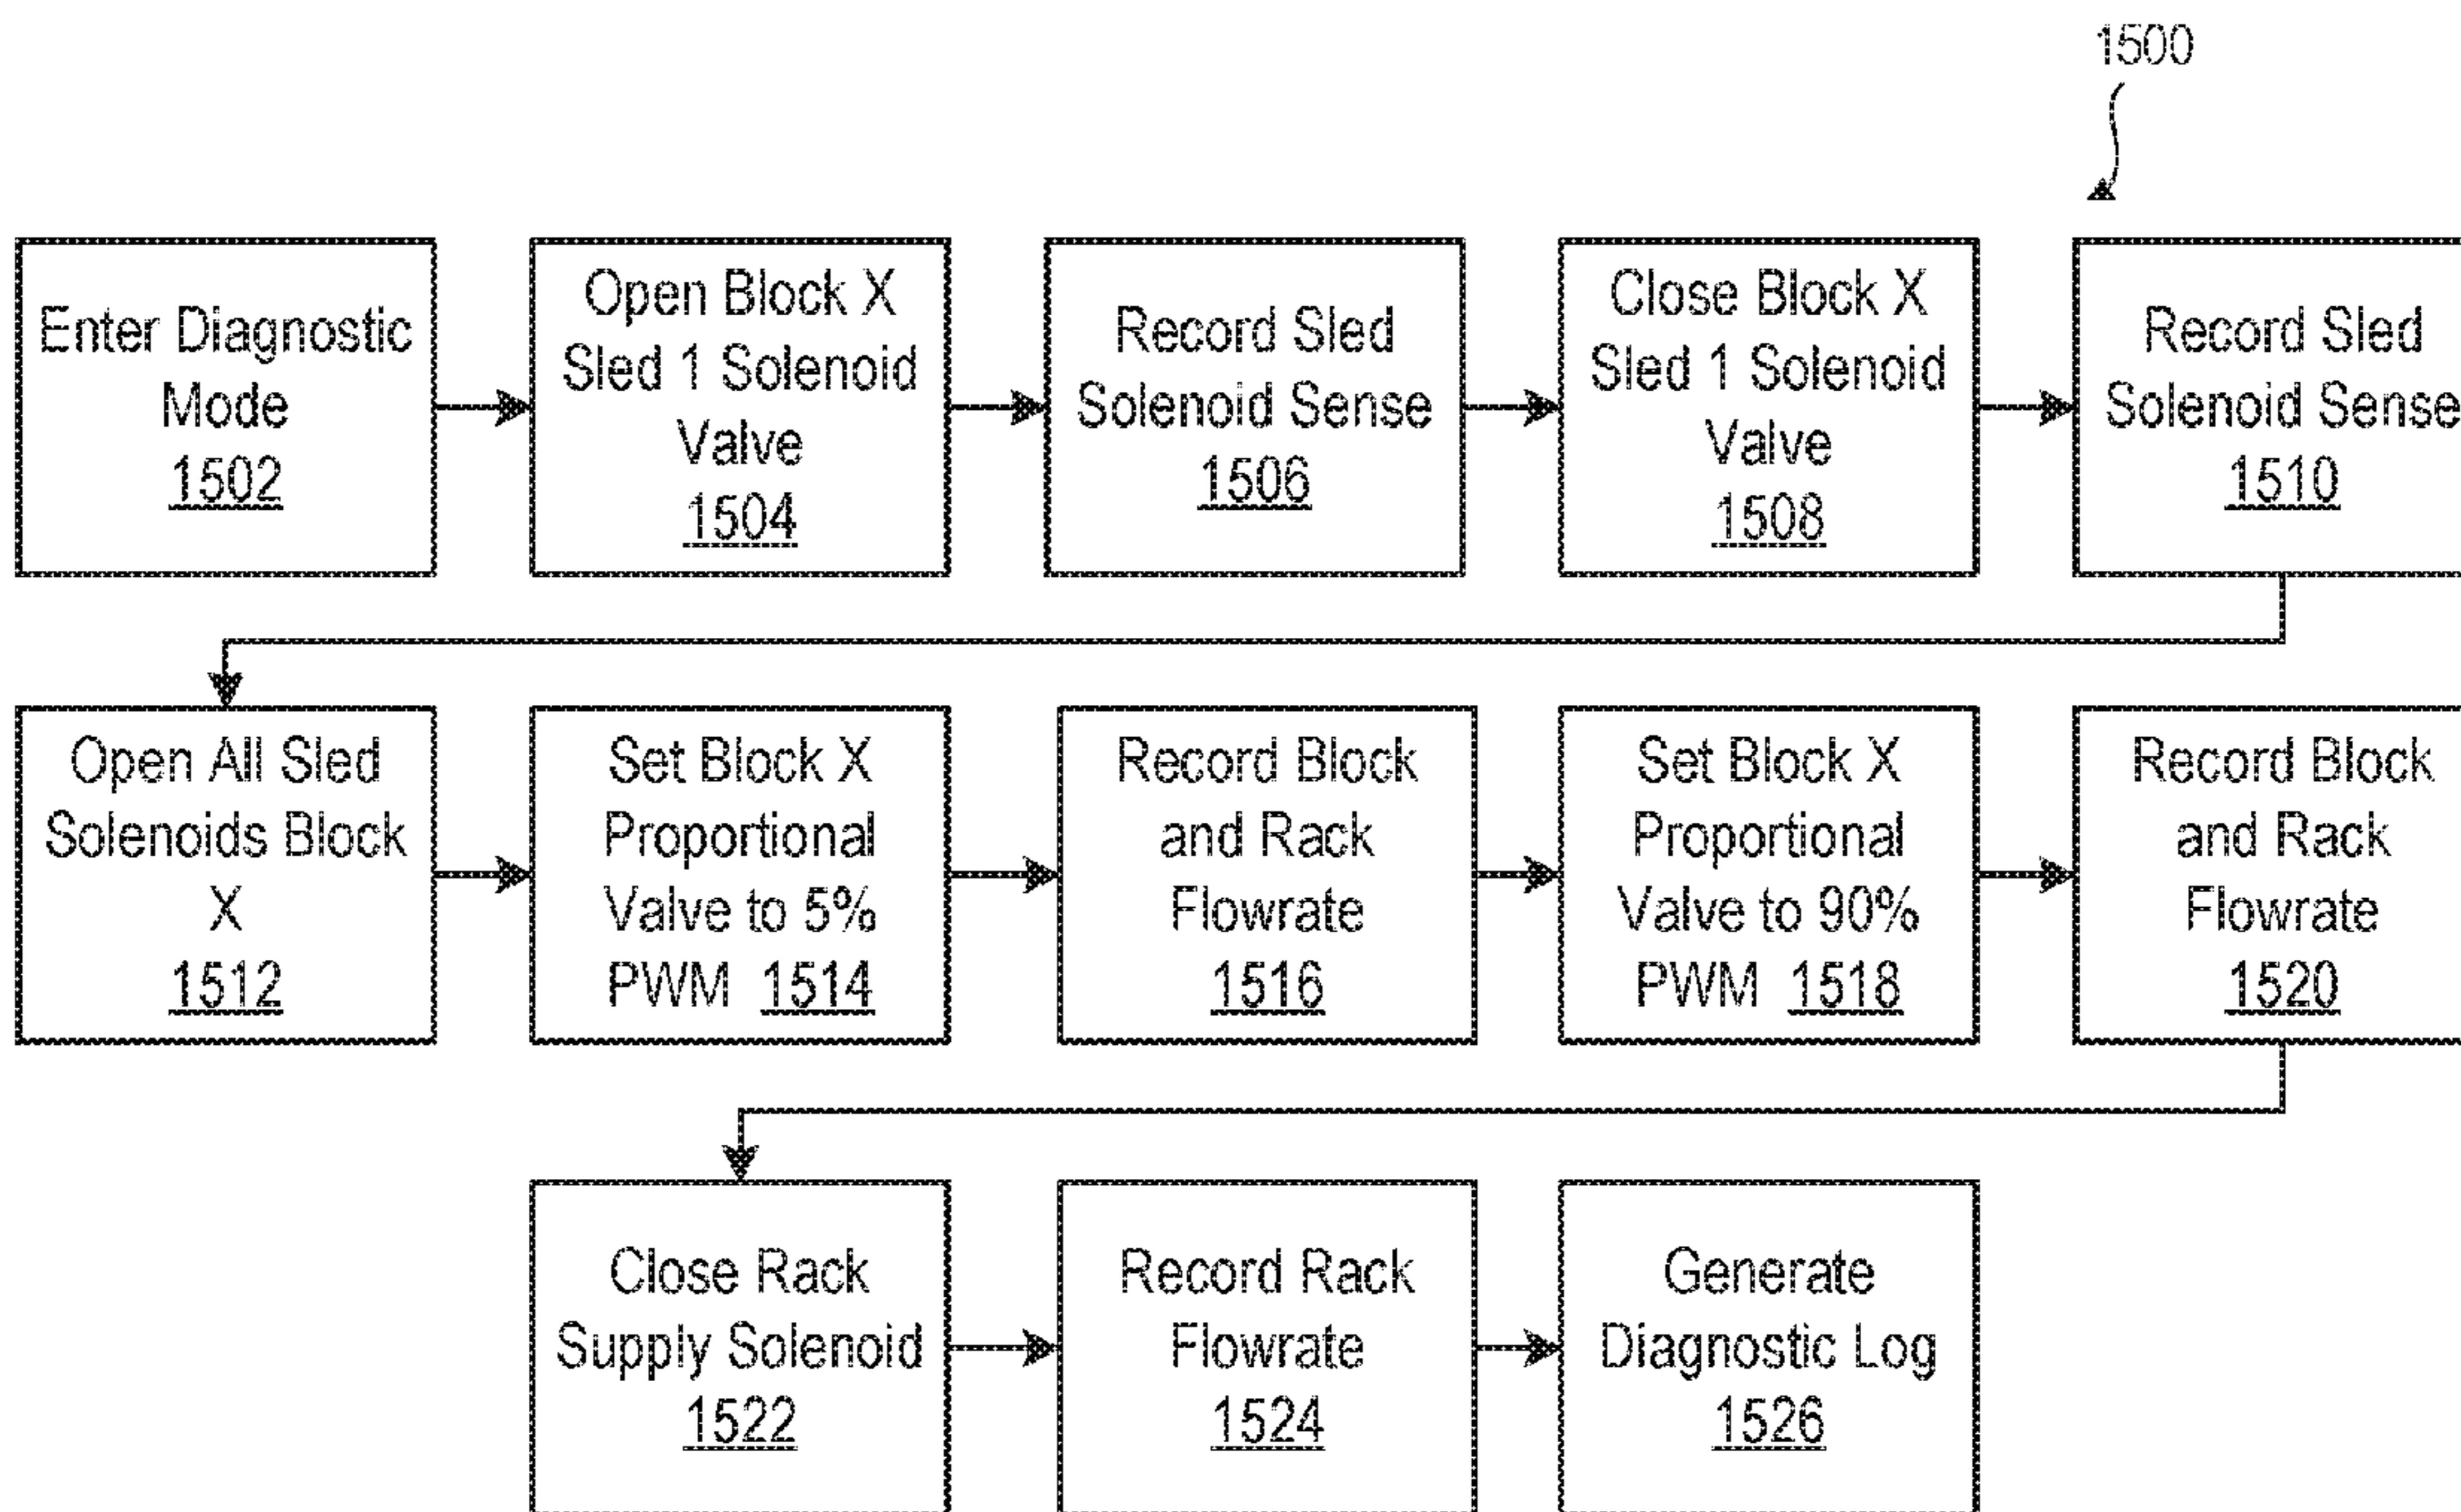 1500
Enter Diagnostic
Mode
1502
Open Block X
Sled 1 Solenoid
Valve
1504
Record Sled
Solenoid Sense
1506
Close Block X
Sled 1 Solenoid
Valve
1508
Record Sled
Solenoid Sense
1510
Open All Sled
Solenoids Block
X
1512
Set Block X
Proportional
Valve to 5%
PWM 1514
Record Block
and Rack
Flowrate
1516
Set Block X
Proportional
Valve to 90%
PWM 1518
Record Block
and Rack
Flowrate
1520
Close Rack
Supply Solenoid
1522
Record Rack
Flowrate
1524
Generate
Diagnostic Log
1526